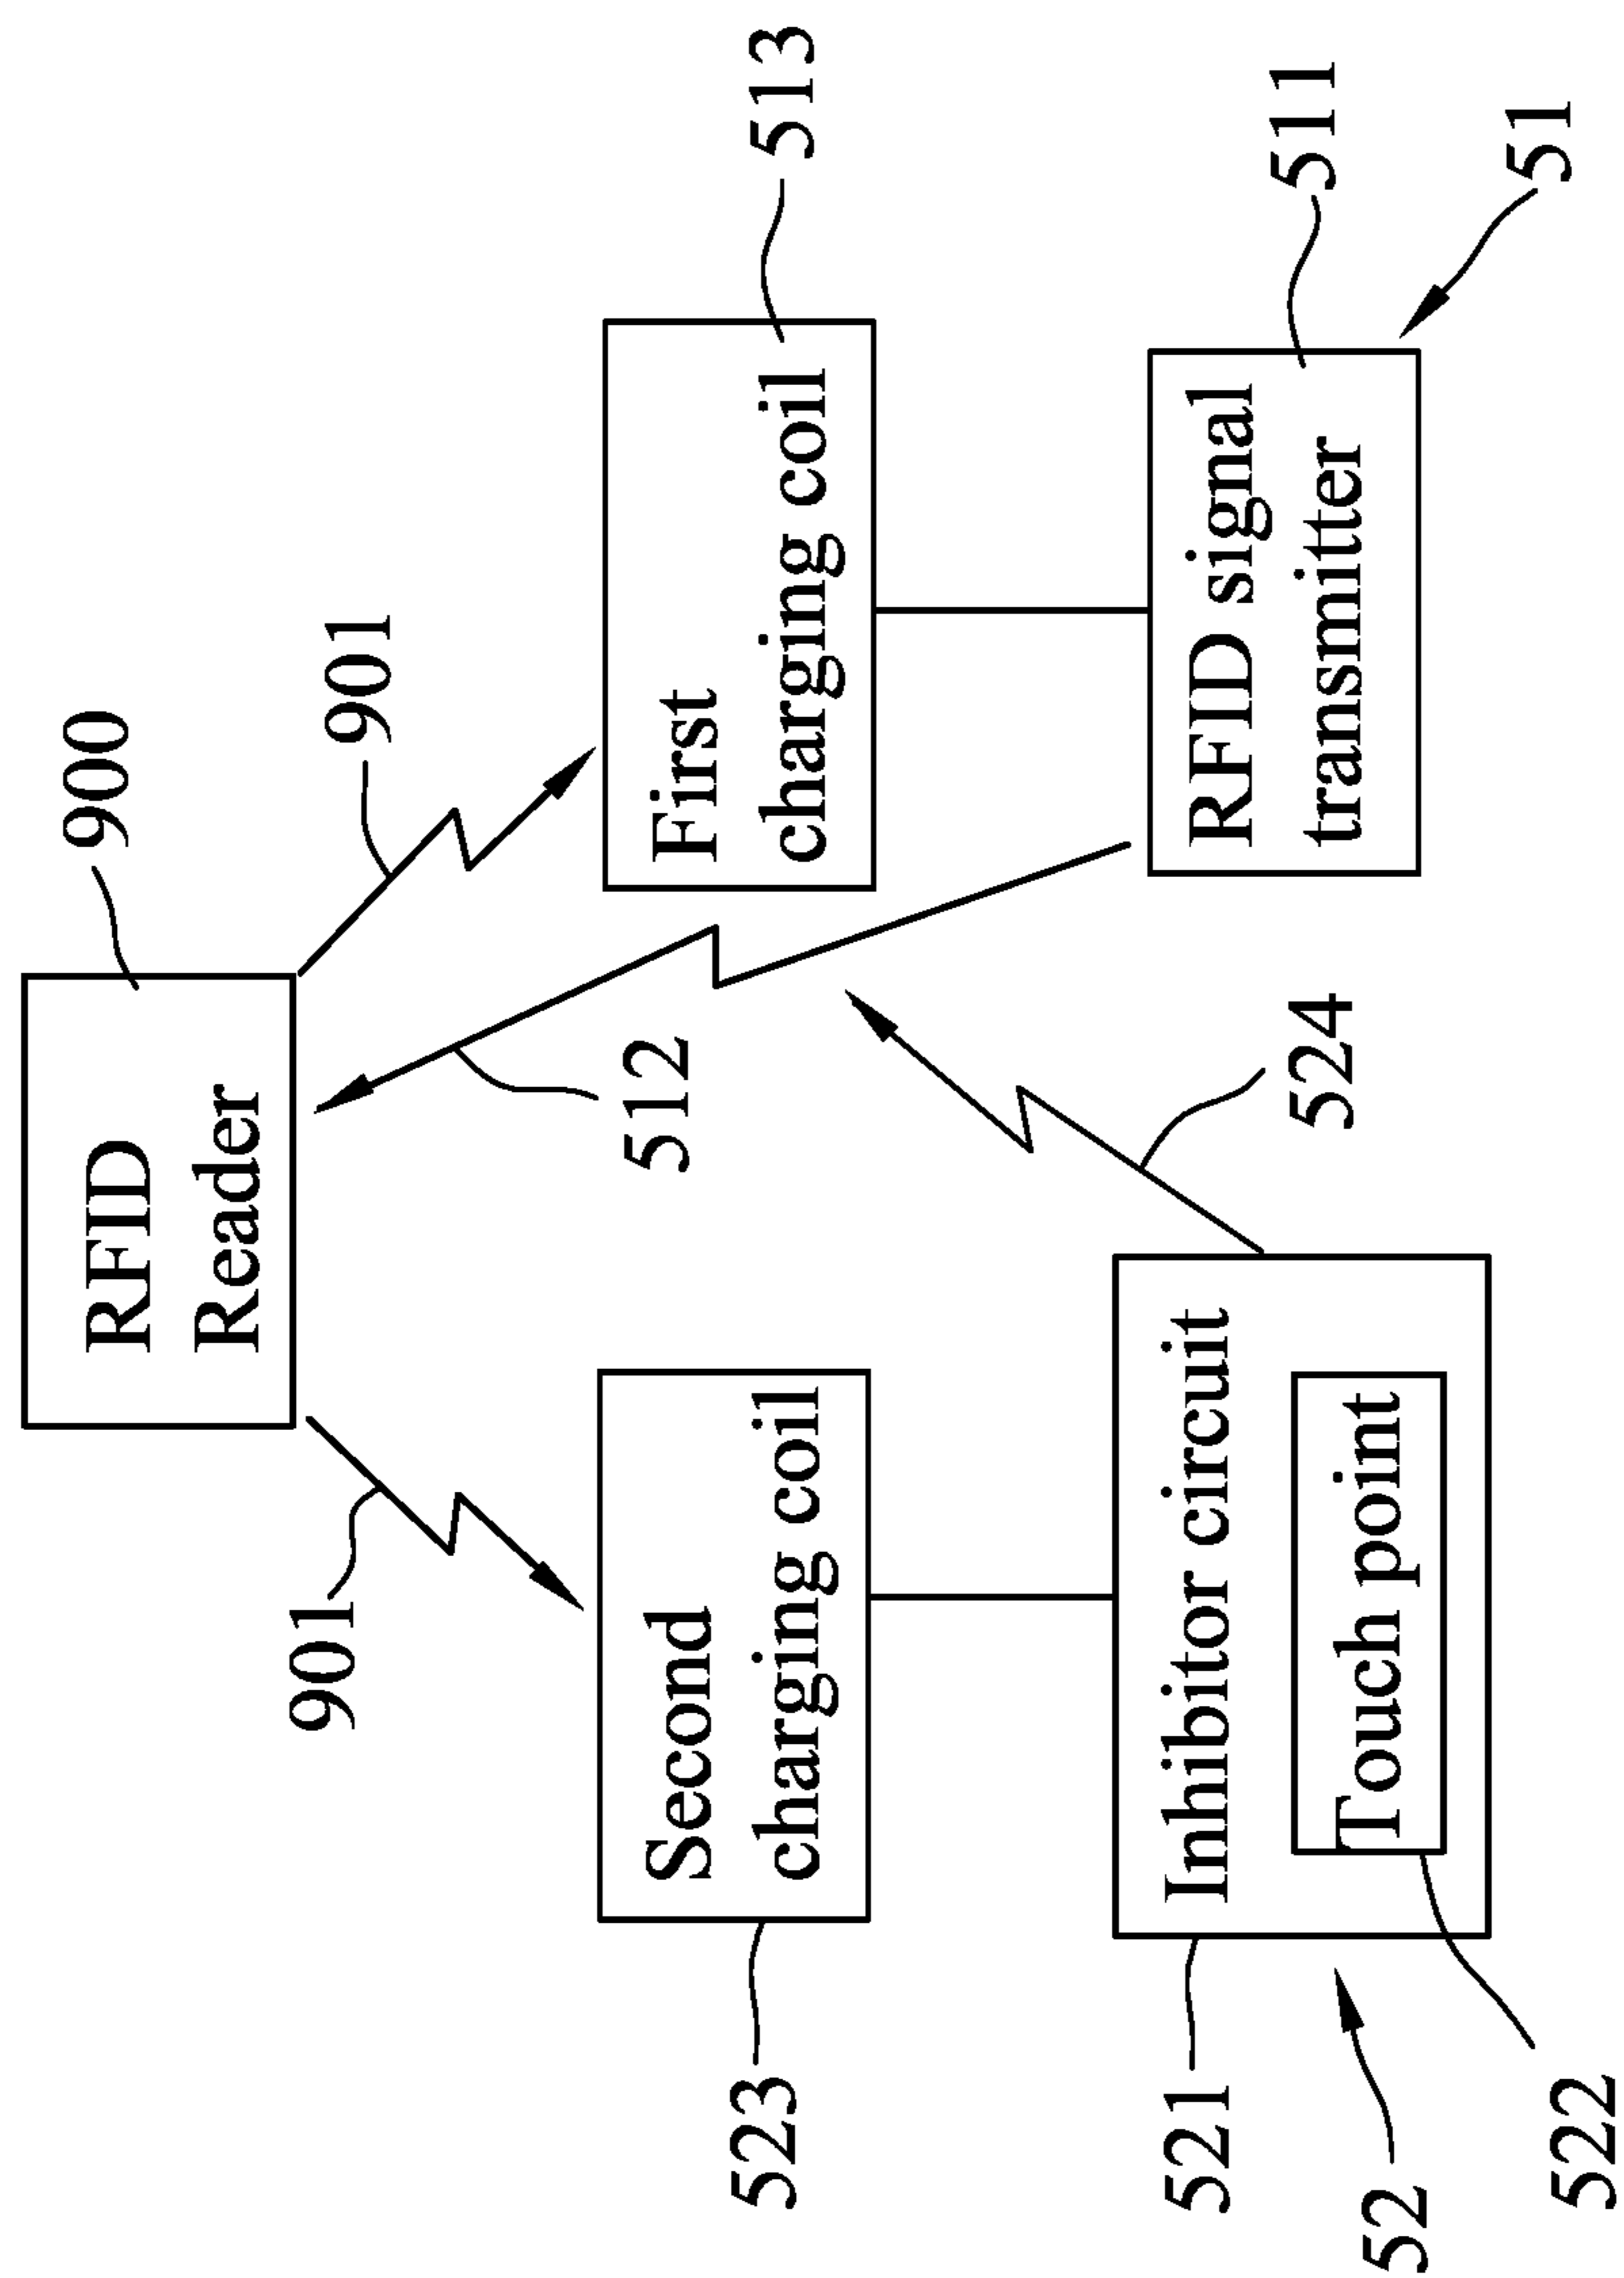 900
RFID
Reader
901
901
512
523
Second
charging coil
First
charging coil
513
524
521
Inhibitor circuit
Touch point
52
522
RFID signal
transmitter
511
51